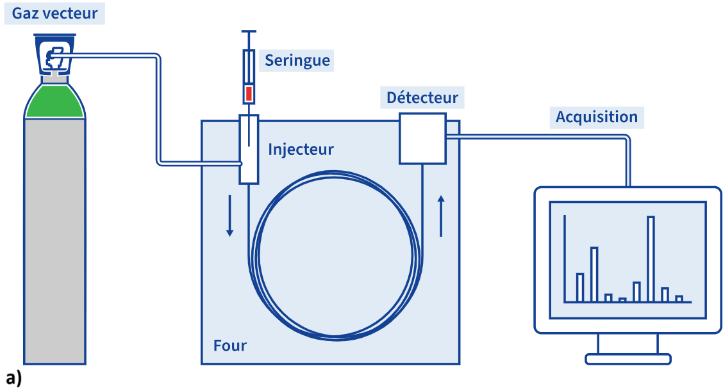 Gaz vecteur
Seringue
Détecteur
Acquisition
Injecteur
Four
a)